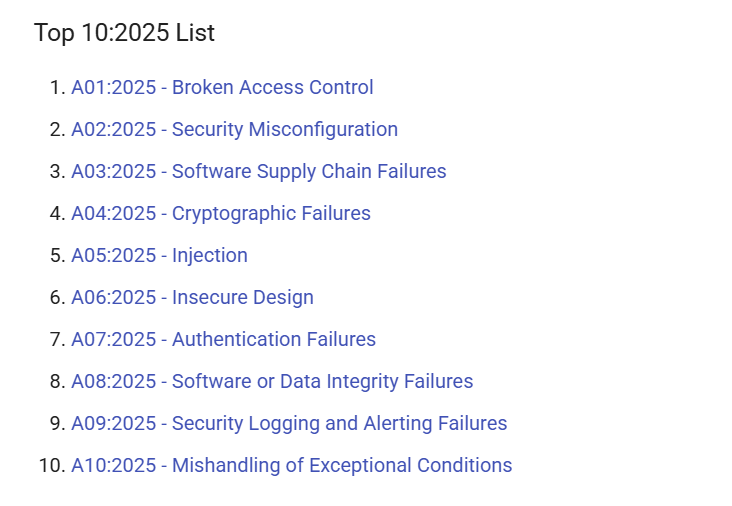 Top 10:2025 List
1. A01:2025 - Broken Access Control
2. A02:2025 - Security Misconfiguration
3. A03:2025 - Software Supply Chain Failures
4. A04:2025 - Cryptographic Failures
5. A05:2025 - Injection
6. A06:2025 - Insecure Design
7. A07:2025 - Authentication Failures
8. A08:2025 - Software or Data Integrity Failures
9. A09:2025 - Security Logging and Alerting Failures
10. A10:2025 - Mishandling of Exceptional Conditions